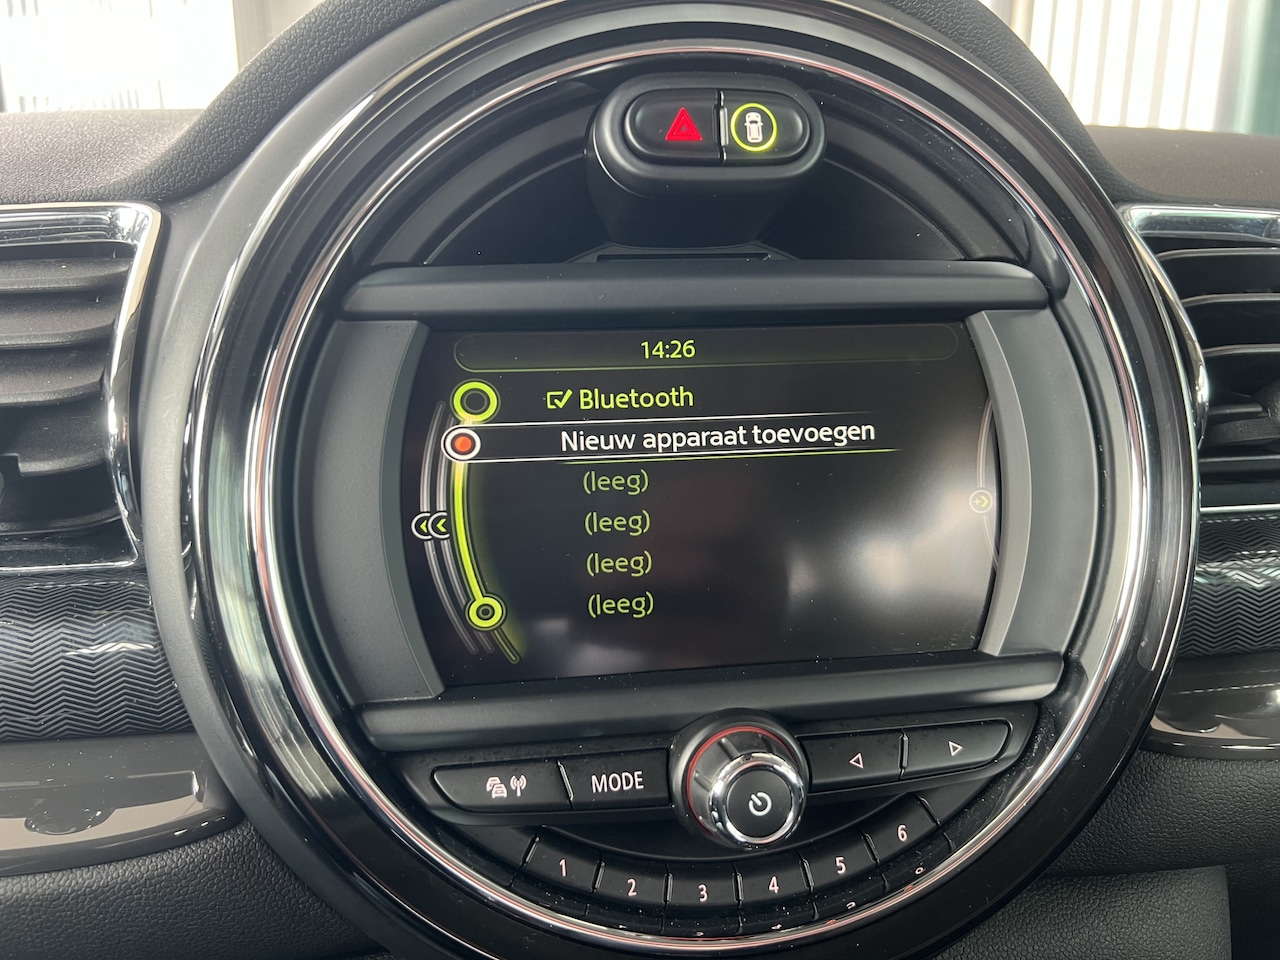 14:26
Bluetooth
Nieuw apparaat toevoegen
(leeg)
(leeg)
(leeg)
(leeg)
MODE
1 2 3 4 5 6